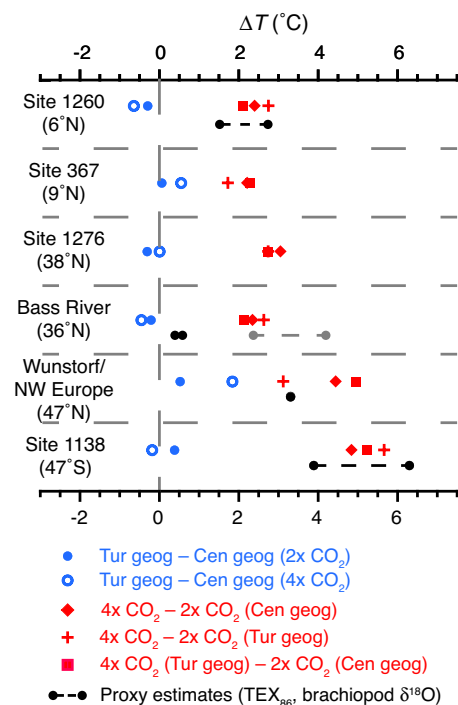 ΔT (˚C)
-2 0 2 4 6
Site 1260
(6˚N)
Site 367
(9˚N)
Site 1276
(38˚N)
Bass River
(36˚N)
Wunstorf/
NW Europe
(47˚N)
Site 1138
(47˚S)
-2 0 2 4 6
Tur geog – Cen geog (2x CO₂)
Tur geog – Cen geog (4x CO₂)
4x CO₂ – 2x CO₂ (Cen geog)
4x CO₂ – 2x CO₂ (Tur geog)
4x CO₂ (Tur geog) – 2x CO₂ (Cen geog)
Proxy estimates (TEX₈₆, brachiopod δ¹⁸O)